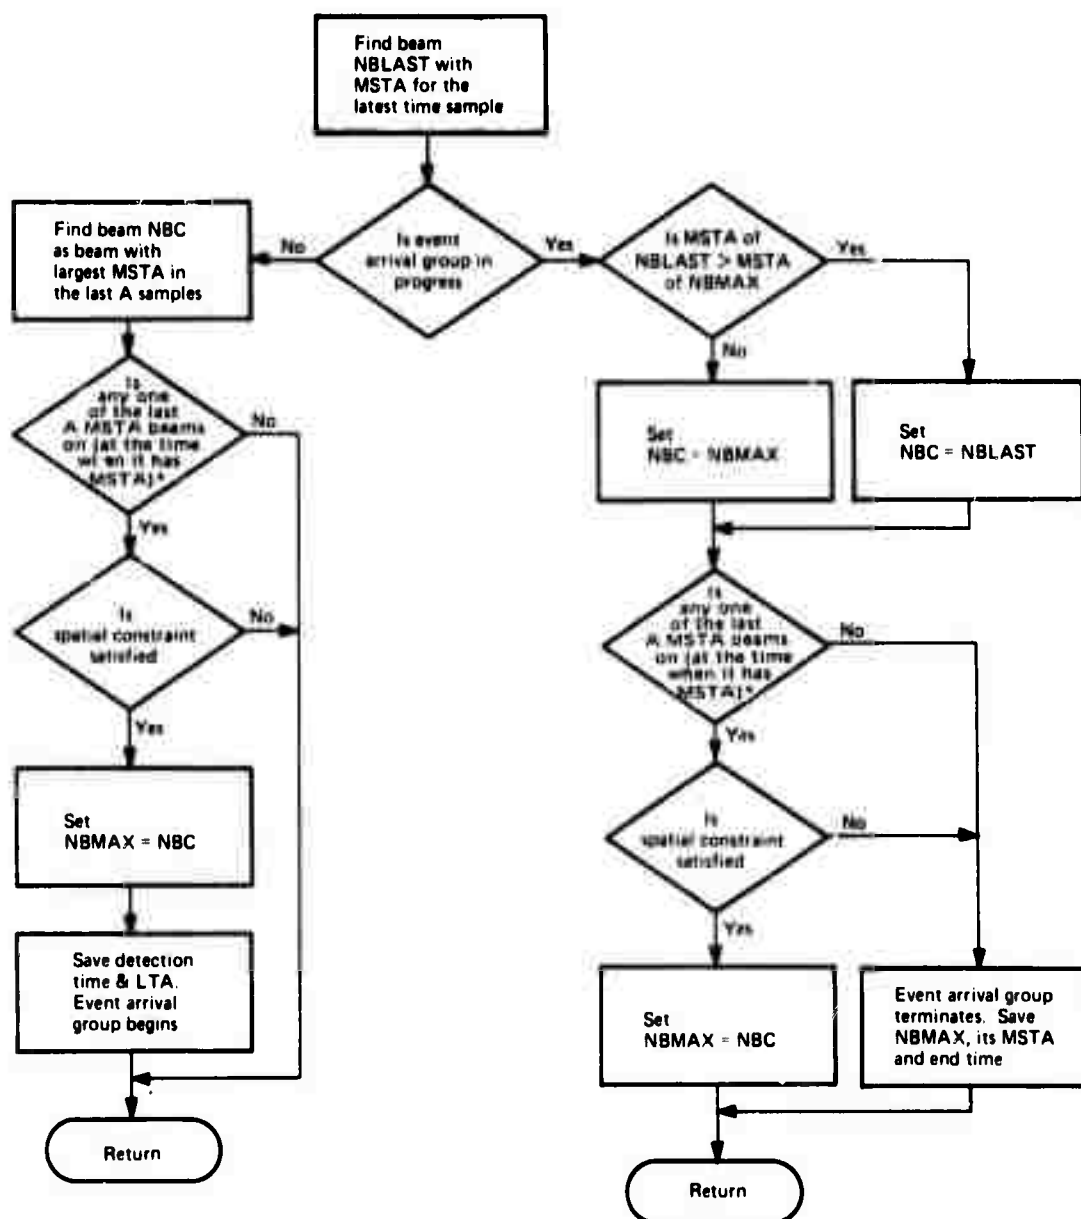 Find beam
NBLAST with
MSTA for the
latest time sample
Is event
arrival group in
progress
No
Yes
Find beam NBC
as beam with
largest MSTA in
the last A samples
Is MSTA of
NBLAST > MSTA
of NBMAX
Yes
No
Is
any one
of the last
A MSTA beams
on (at the time
when it has
MSTA)*
No
Yes
Set
NBC = NBMAX
Set
NBC = NBLAST
Is
spatial constraint
satisfied
No
Yes
Is
any one
of the last
A MSTA beams
on (at the time
when it has
MSTA)*
No
Yes
Set
NBMAX = NBC
Is
spatial constraint
satisfied
No
Yes
Save detection
time & LTA.
Event arrival
group begins
Set
NBMAX = NBC
Event arrival group
terminates. Save
NBMAX, its MSTA
and end time
Return
Return